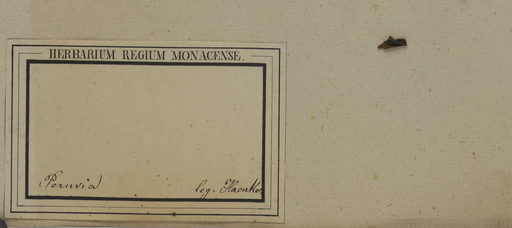 HERBARIUM REGIUM MONACENSE.
Peruvia leg. Haenke